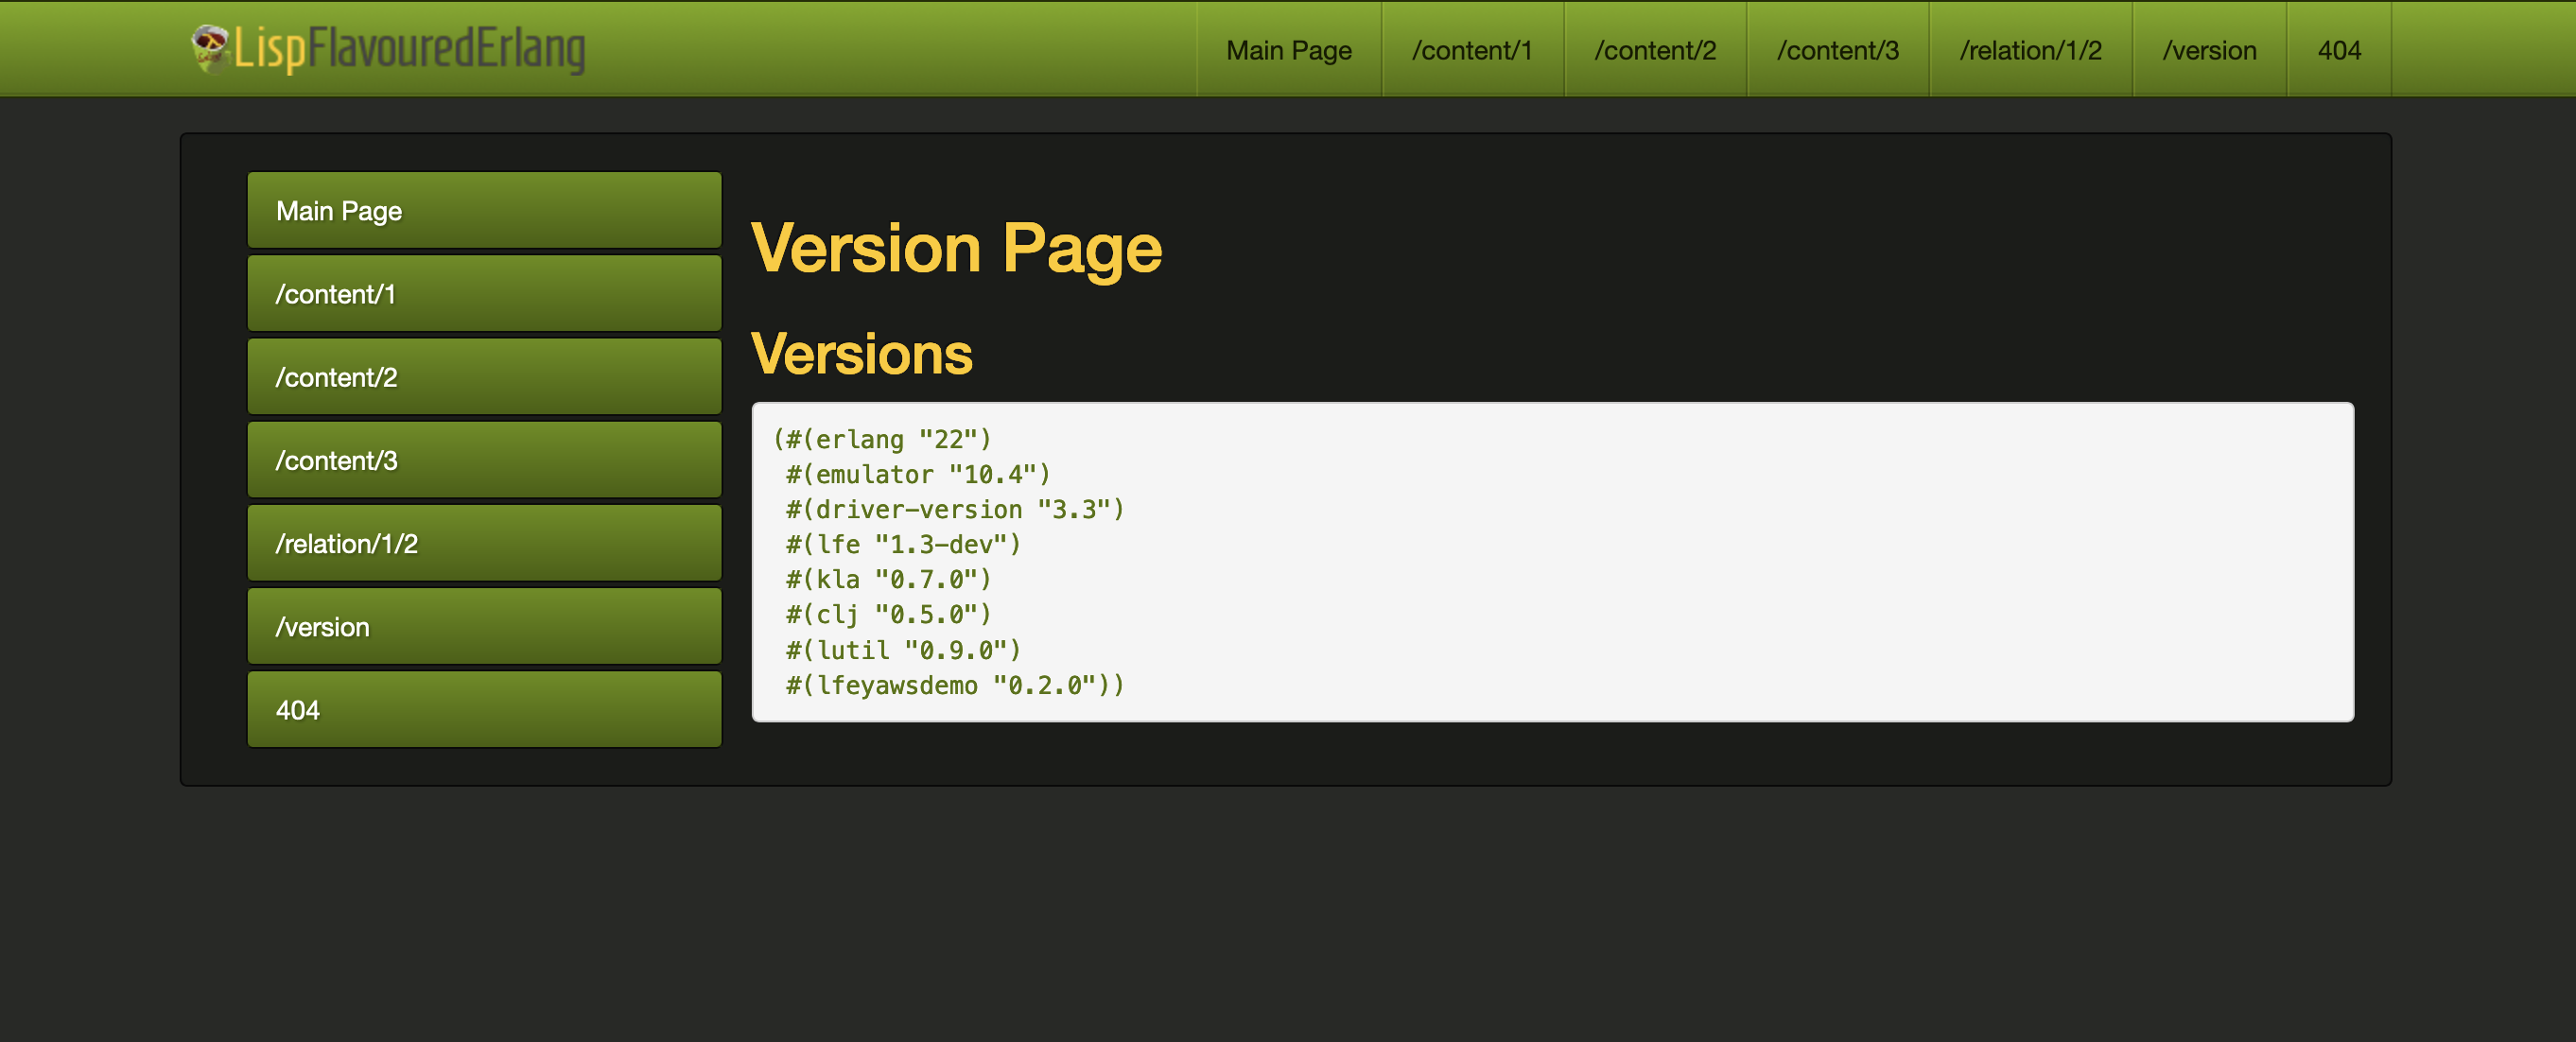 LispFlavouredErlang
Main Page
/content/1
/content/2
/content/3
/relation/1/2
/version
404
Main Page
/content/1
/content/2
/content/3
/relation/1/2
/version
404
Version Page
Versions
(#(erlang "22")
 #(emulator "10.4")
 #(driver-version "3.3")
 #(lfe "1.3-dev")
 #(kla "0.7.0")
 #(clj "0.5.0")
 #(lutil "0.9.0")
 #(lfeyawsdemo "0.2.0"))